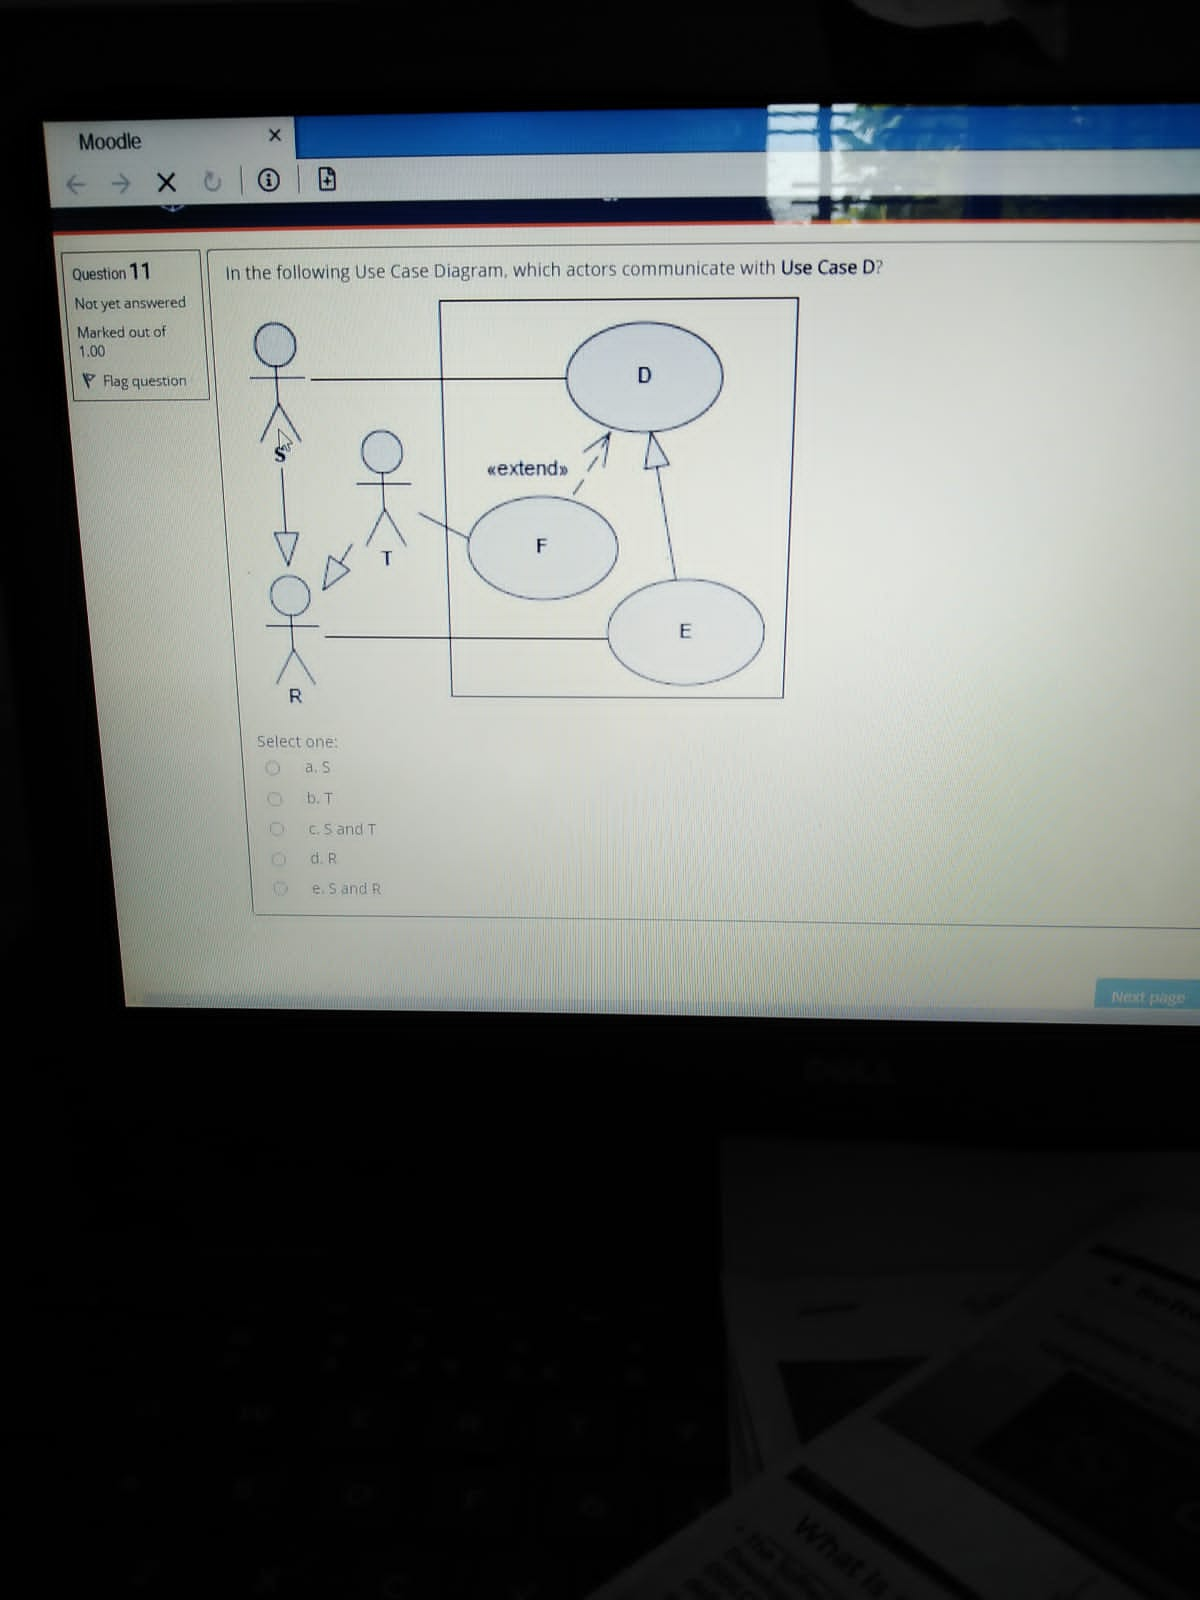 Moodle
Question 11
Not yet answered
Marked out of
1.00
Flag question
In the following Use Case Diagram, which actors communicate with Use Case D?
D
«extend»
S
T
F
E
R
Select one:
a. S
b. T
c. S and T
d. R
e. S and R
Next page
DELL
What is